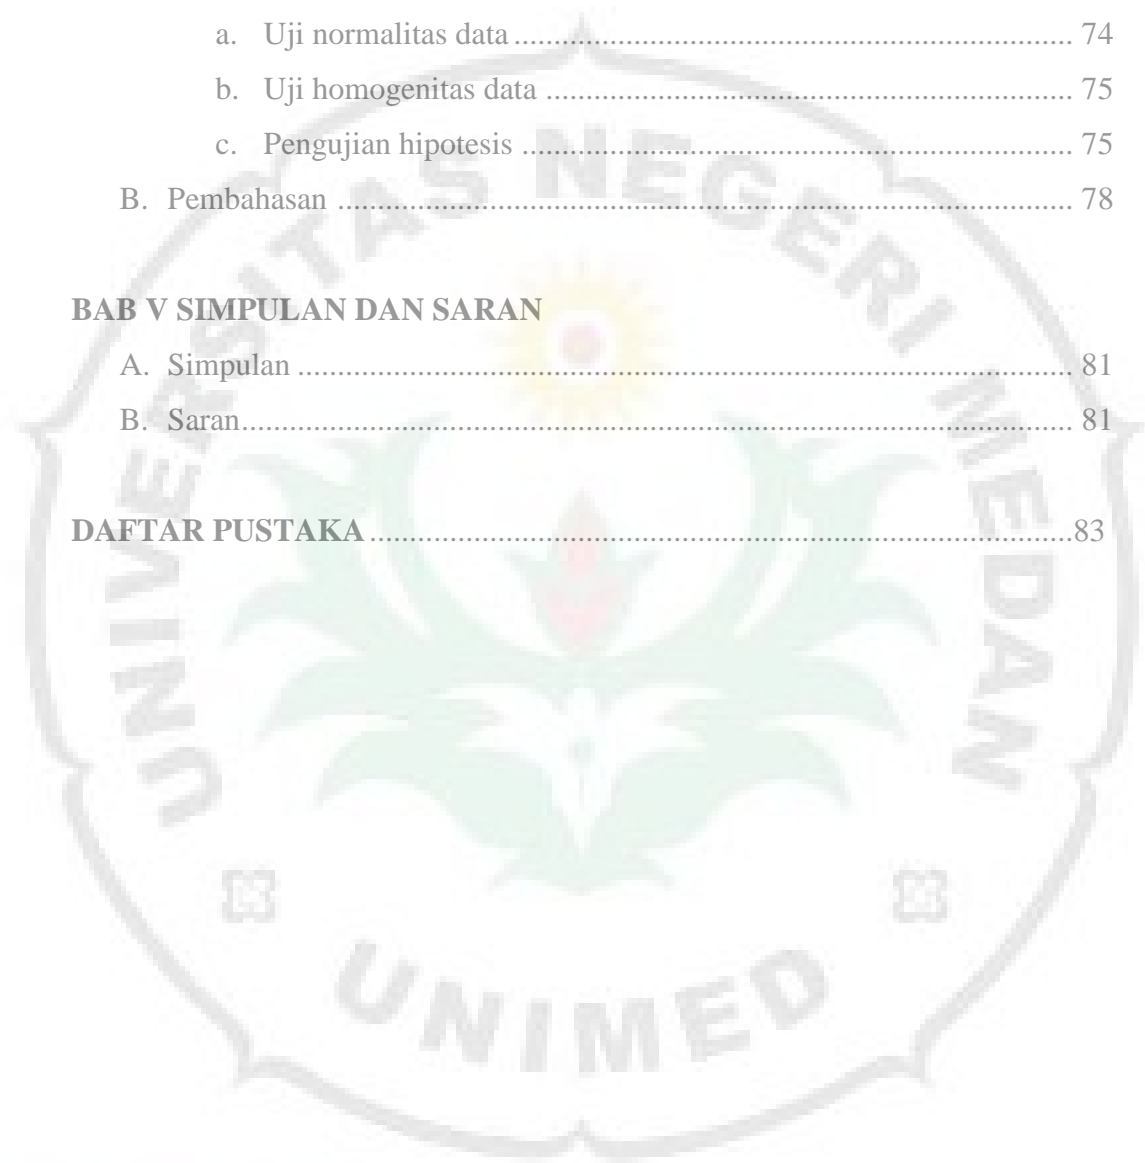 a. Uji normalitas data ........................................................................ 74
b. Uji homogenitas data .................................................................... 75
c. Pengujian hipotesis ....................................................................... 75
B. Pembahasan ............................................................................................... 78
BAB V SIMPULAN DAN SARAN
A. Simpulan .................................................................................................... 81
B. Saran........................................................................................................... 81
DAFTAR PUSTAKA...........................................................................................83
UNIVERSITAS NEGERI MEDAN
UNIMED